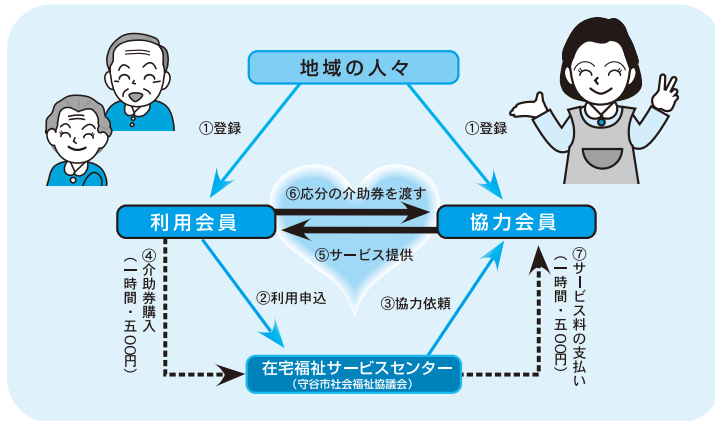 地域の人々
①登録
①登録
⑥応分の介助券を渡す
利用会員
協力会員
⑤サービス提供
④介助券購入
（一時間・五〇〇円）
②利用申込
③協力依頼
⑦サービス料の支払い
（一時間・五〇〇円）
在宅福祉サービスセンター
（守谷市社会福祉協議会）